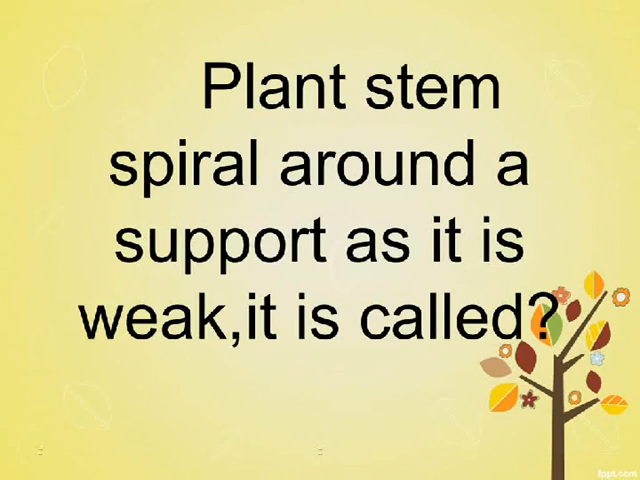 Plant stem
spiral around a
support as it is
weak,it is called?
fppt.com